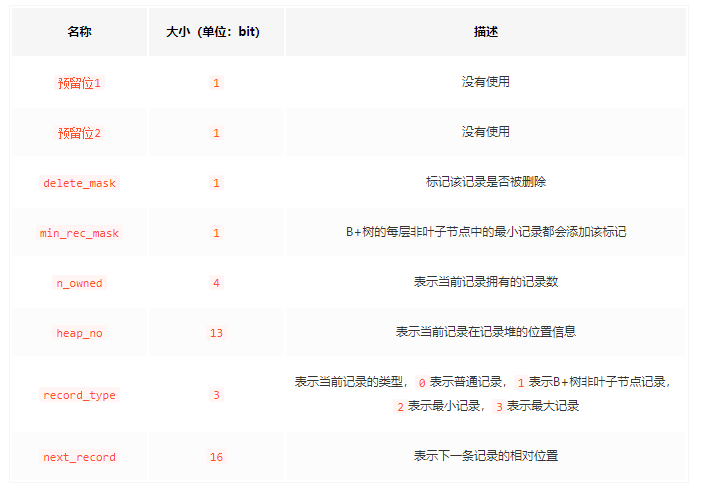 名称 大小（单位：bit） 描述
预留位1 1 没有使用
预留位2 1 没有使用
delete_mask 1 标记该记录是否被删除
min_rec_mask 1 B+树的每层非叶子节点中的最小记录都会添加该标记
n_owned 4 表示当前记录拥有的记录数
heap_no 13 表示当前记录在记录堆的位置信息
record_type 3 表示当前记录的类型，0 表示普通记录，1 表示B+树非叶子节点记录，
2 表示最小记录，3 表示最大记录
next_record 16 表示下一条记录的相对位置